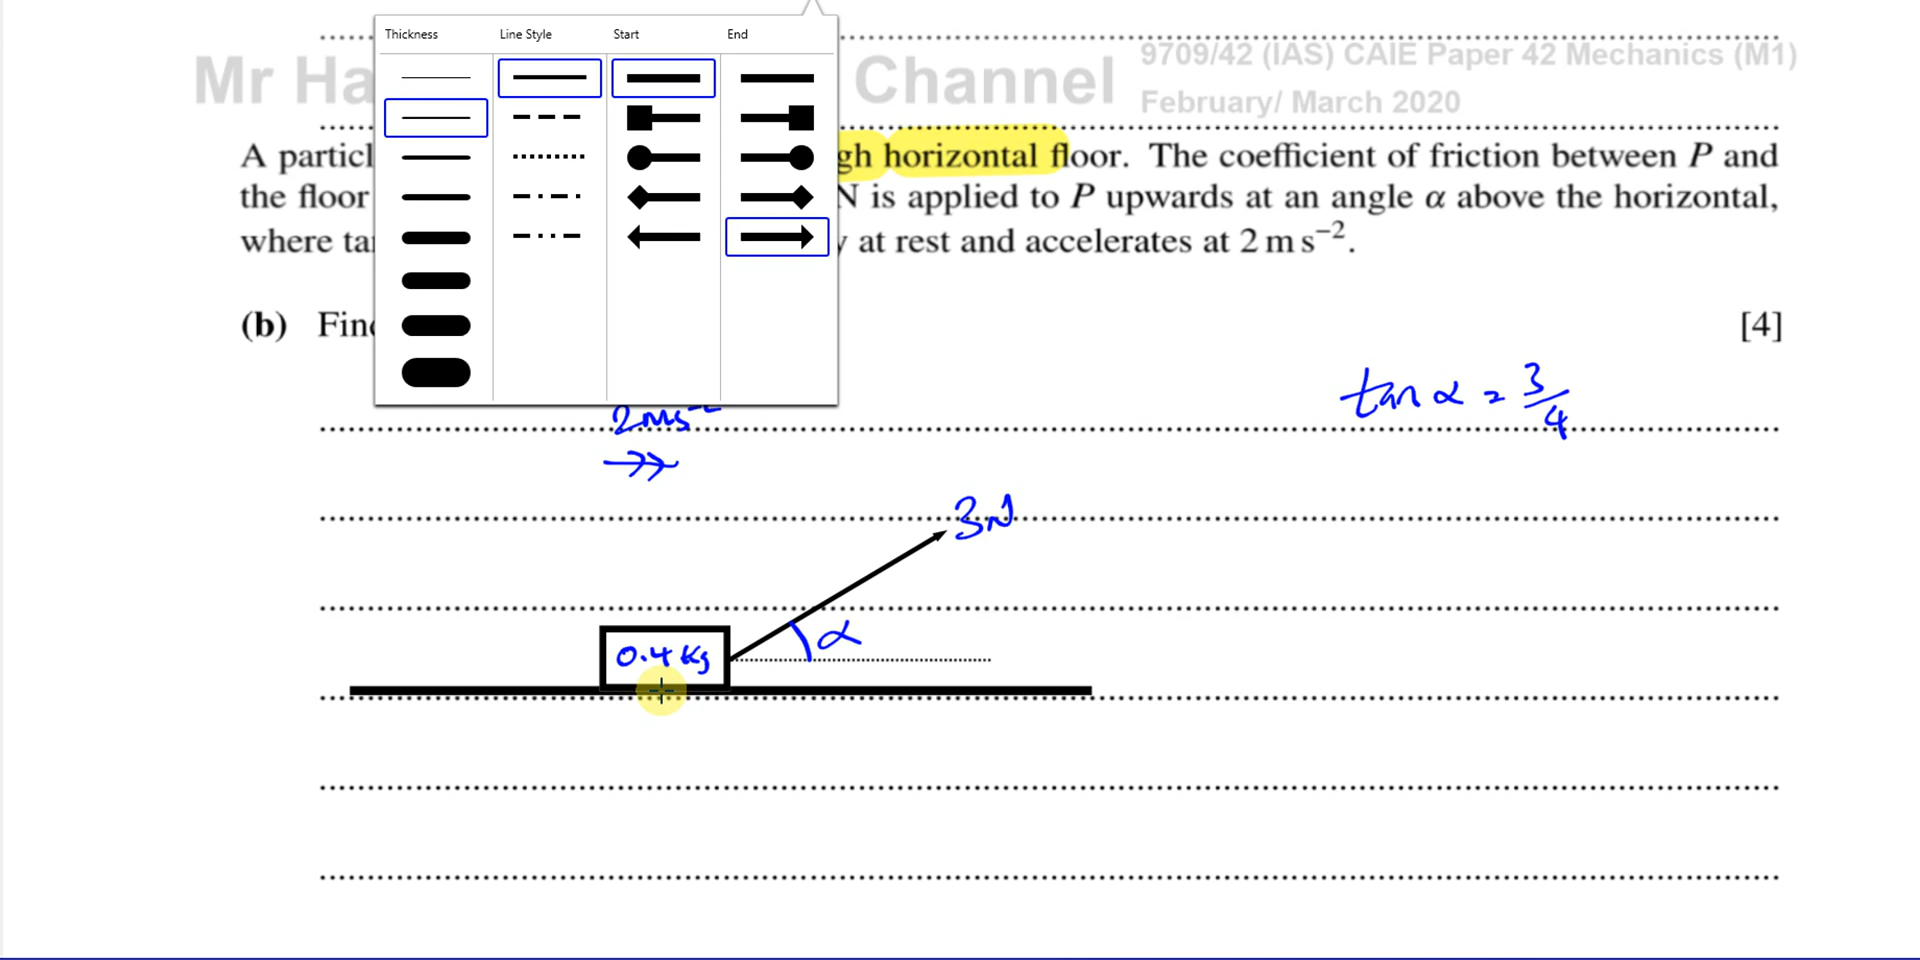 Thickness Line Style Start End
Mr Ha Channel
9709/42 (IAS) CAIE Paper 42 Mechanics (M1)
February/ March 2020
A particl gh horizontal floor. The coefficient of friction between P and
the floor N is applied to P upwards at an angle α above the horizontal,
where tan y at rest and accelerates at 2 m s⁻².
(b) Find [4]
tan α = 3/4
2ms⁻²
3N
α
0.4 Kg